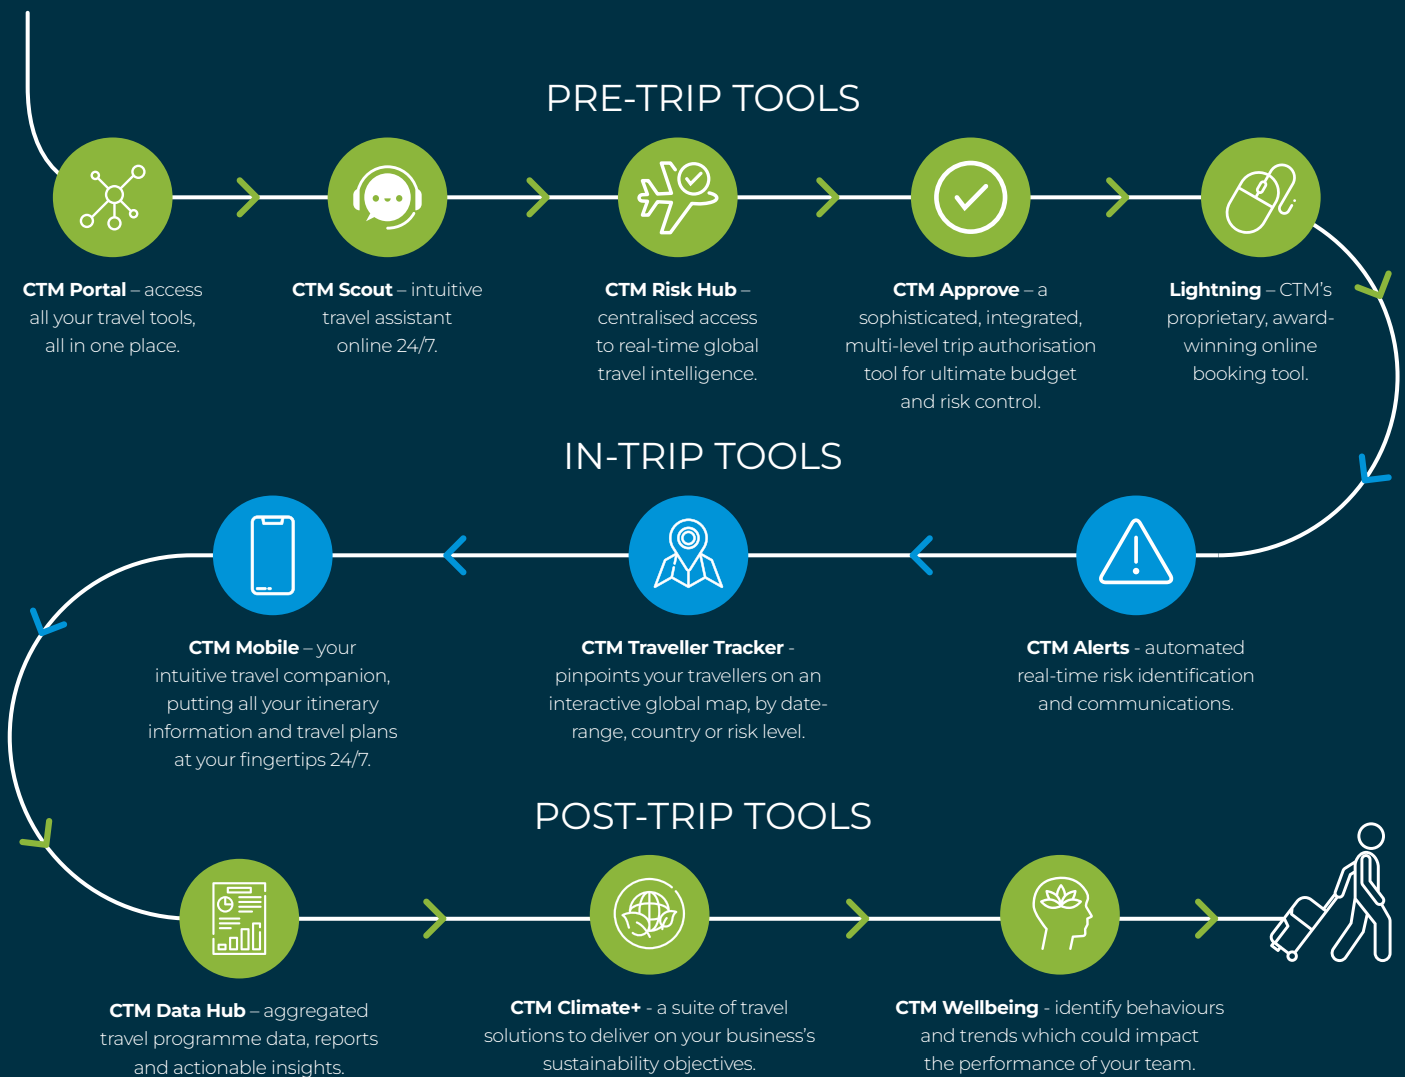 PRE-TRIP TOOLS
CTM Portal – access
all your travel tools,
all in one place.
CTM Scout – intuitive
travel assistant
online 24/7.
CTM Risk Hub –
centralised access
to real-time global
travel intelligence.
CTM Approve – a
sophisticated, integrated,
multi-level trip authorisation
tool for ultimate budget
and risk control.
Lightning – CTM's
proprietary, award-
winning online
booking tool.
IN-TRIP TOOLS
CTM Mobile – your
intuitive travel companion,
putting all your itinerary
information and travel plans
at your fingertips 24/7.
CTM Traveller Tracker -
pinpoints your travellers on an
interactive global map, by date-
range, country or risk level.
CTM Alerts - automated
real-time risk identification
and communications.
POST-TRIP TOOLS
CTM Data Hub – aggregated
travel programme data, reports
and actionable insights.
CTM Climate+ - a suite of travel
solutions to deliver on your business's
sustainability objectives.
CTM Wellbeing - identify behaviours
and trends which could impact
the performance of your team.